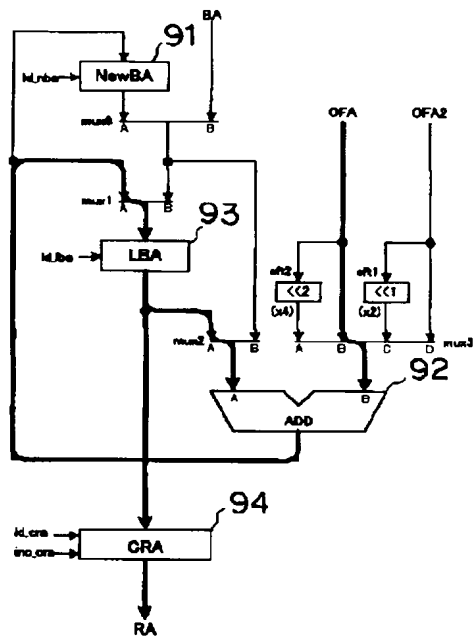 91
BA
ld_nba
NewBA
mux0
A
B
OFA
OFA2
mux1
A
B
93
ld_lba
LBA
sft2
<<2
(x4)
sft1
<<1
(x2)
mux2
A
B
A
B
C
D
mux3
92
A
B
ADD
94
ld_cra
inc_cra
CRA
RA